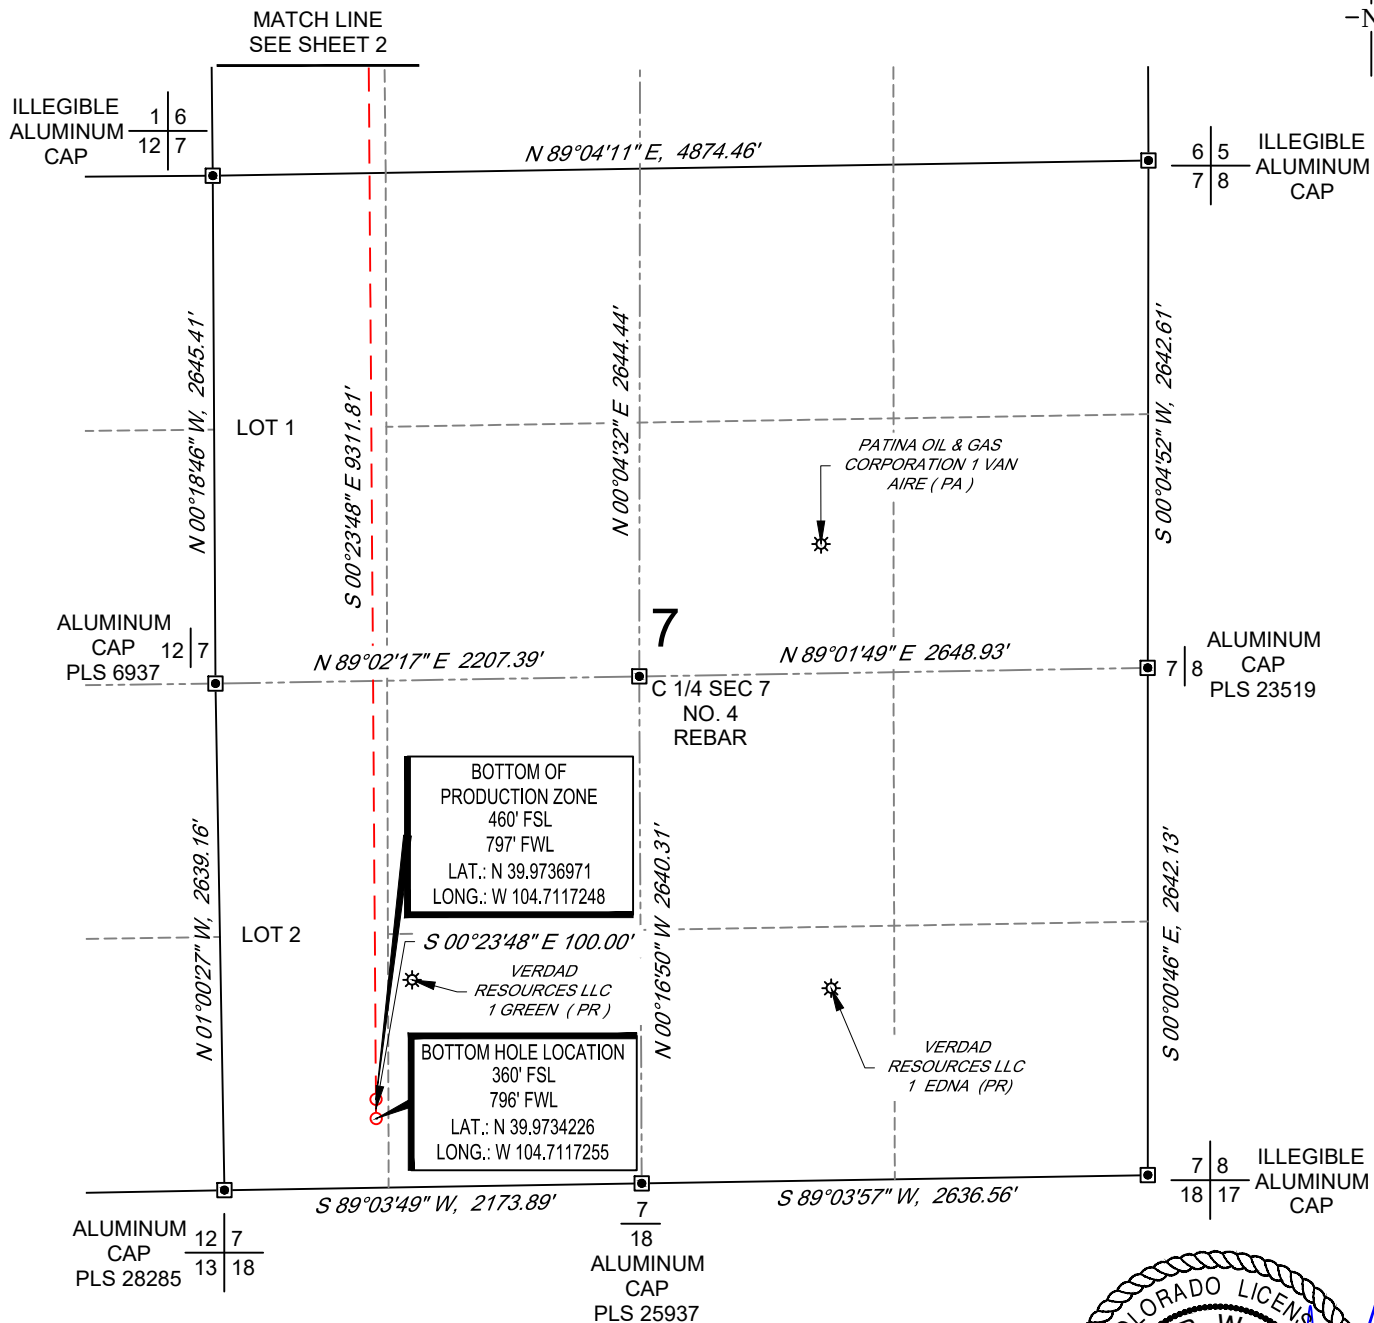 MATCH LINE
SEE SHEET 2
N
ILLEGIBLE
ALUMINUM
CAP
1 6
12 7
N 89°04'11" E, 4874.46'
6 5
7 8
ILLEGIBLE
ALUMINUM
CAP
N 00°18'46" W, 2645.41'
LOT 1
S 00°23'48" E 9311.81'
N 00°04'32" E 2644.44'
PATINA OIL & GAS
CORPORATION 1 VAN
AIRE ( PA )
S 00°04'52" W, 2642.61'
ALUMINUM
CAP
PLS 6937
12 7
N 89°02'17" E 2207.39'
7
N 89°01'49" E 2648.93'
C 1/4 SEC 7
NO. 4
REBAR
7 8
ALUMINUM
CAP
PLS 23519
BOTTOM OF
PRODUCTION ZONE
460' FSL
797' FWL
LAT.: N 39.9736971
LONG.: W 104.7117248
N 01°00'27" W, 2639.16'
LOT 2
S 00°23'48" E 100.00'
VERDAD
RESOURCES LLC
1 GREEN ( PR )
N 00°16'50" W 2640.31'
BOTTOM HOLE LOCATION
360' FSL
796' FWL
LAT.: N 39.9734226
LONG.: W 104.7117255
VERDAD
RESOURCES LLC
1 EDNA (PR)
S 00°00'46" E, 2642.13'
S 89°03'49" W, 2173.89'
S 89°03'57" W, 2636.56'
7 8
18 17
ILLEGIBLE
ALUMINUM
CAP
ALUMINUM
CAP
PLS 28285
12 7
13 18
7
18
ALUMINUM
CAP
PLS 25937